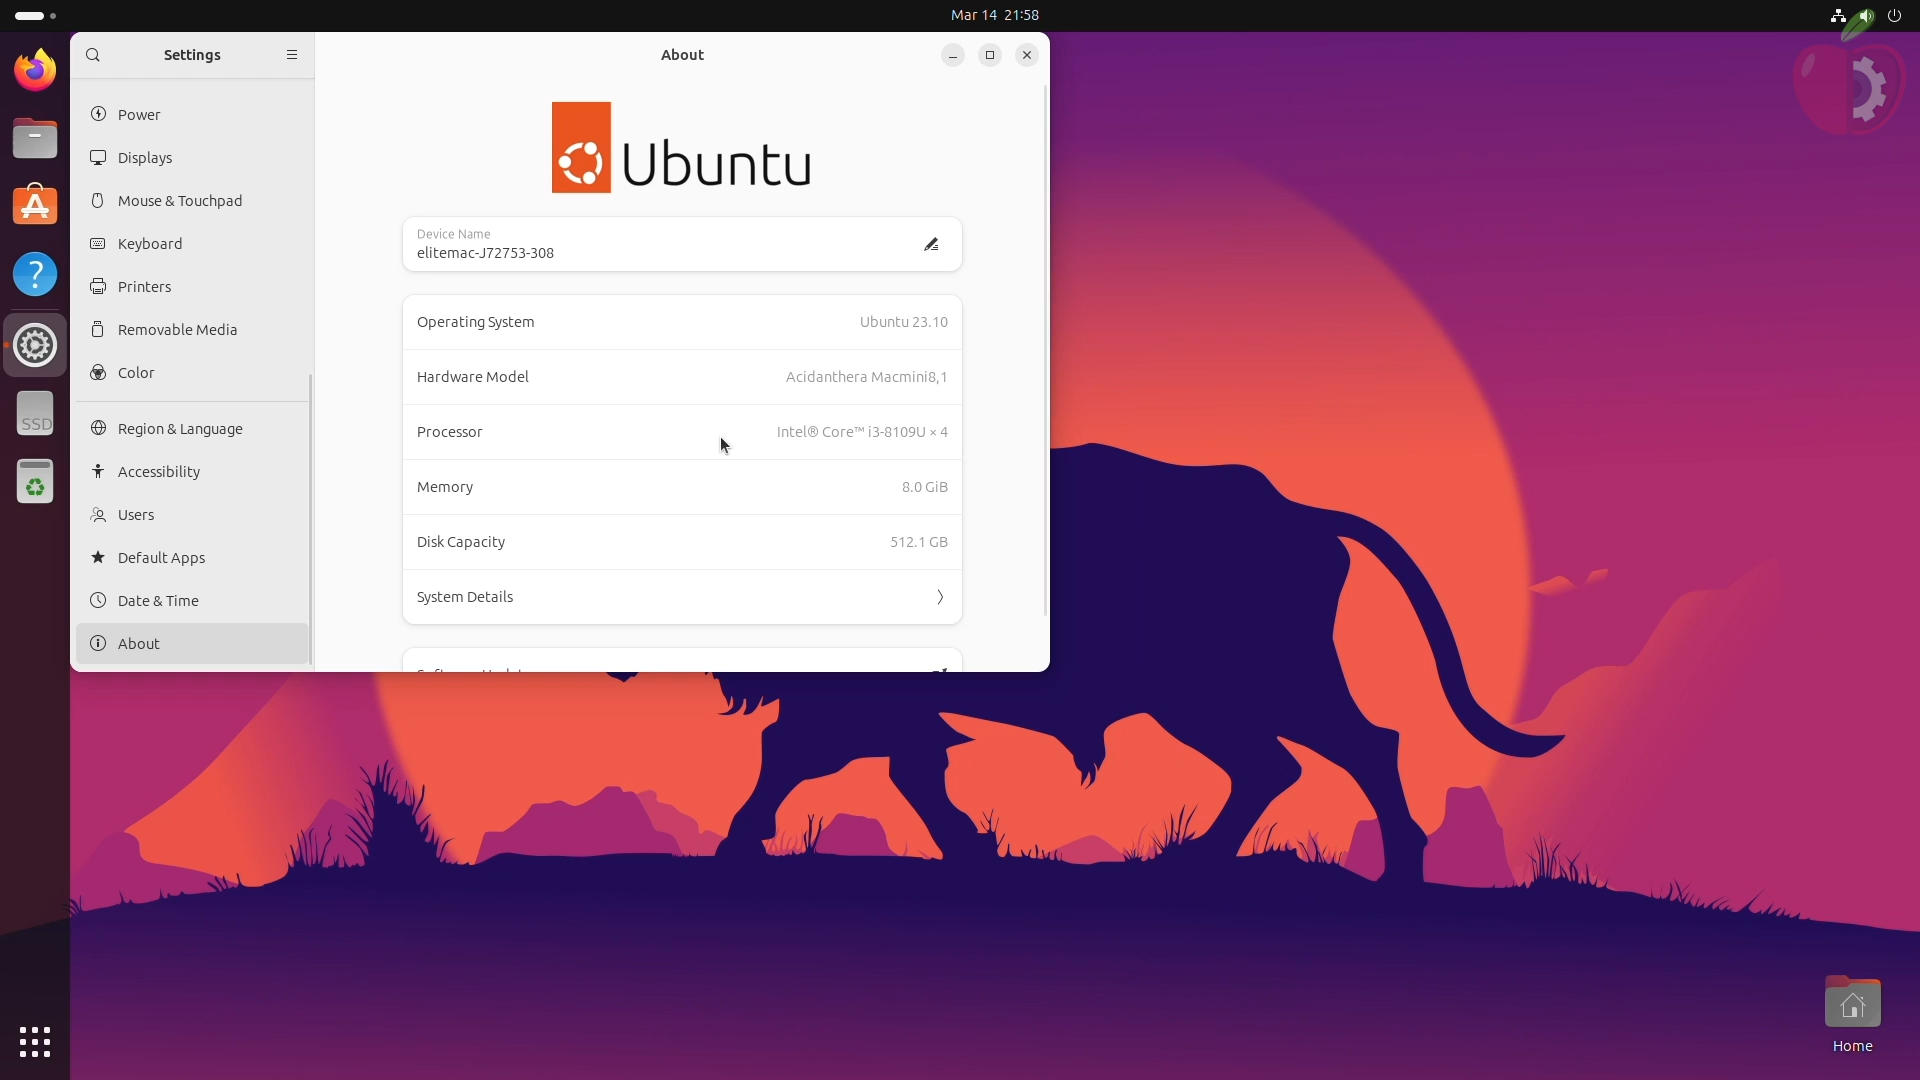 Mar 14 21:58
Settings
About
Power
Displays
Mouse & Touchpad
Keyboard
Printers
Removable Media
Color
Region & Language
Accessibility
Users
Default Apps
Date & Time
About
Ubuntu
Device Name
elitemac-J72753-308
Operating System
Ubuntu 23.10
Hardware Model
Acidanthera Macmini8,1
Processor
Intel® Core™ i3-8109U × 4
Memory
8.0 GiB
Disk Capacity
512.1 GB
System Details
SSD
Home